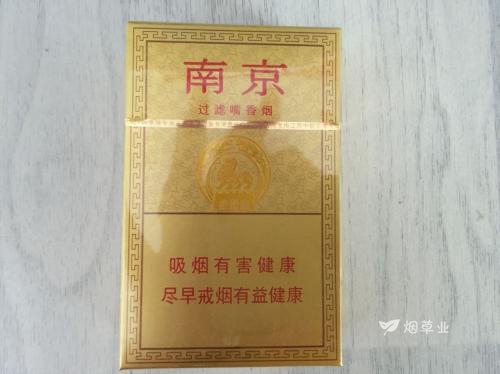 南京
过滤嘴香烟
吸烟有害健康
尽早戒烟有益健康
烟草业